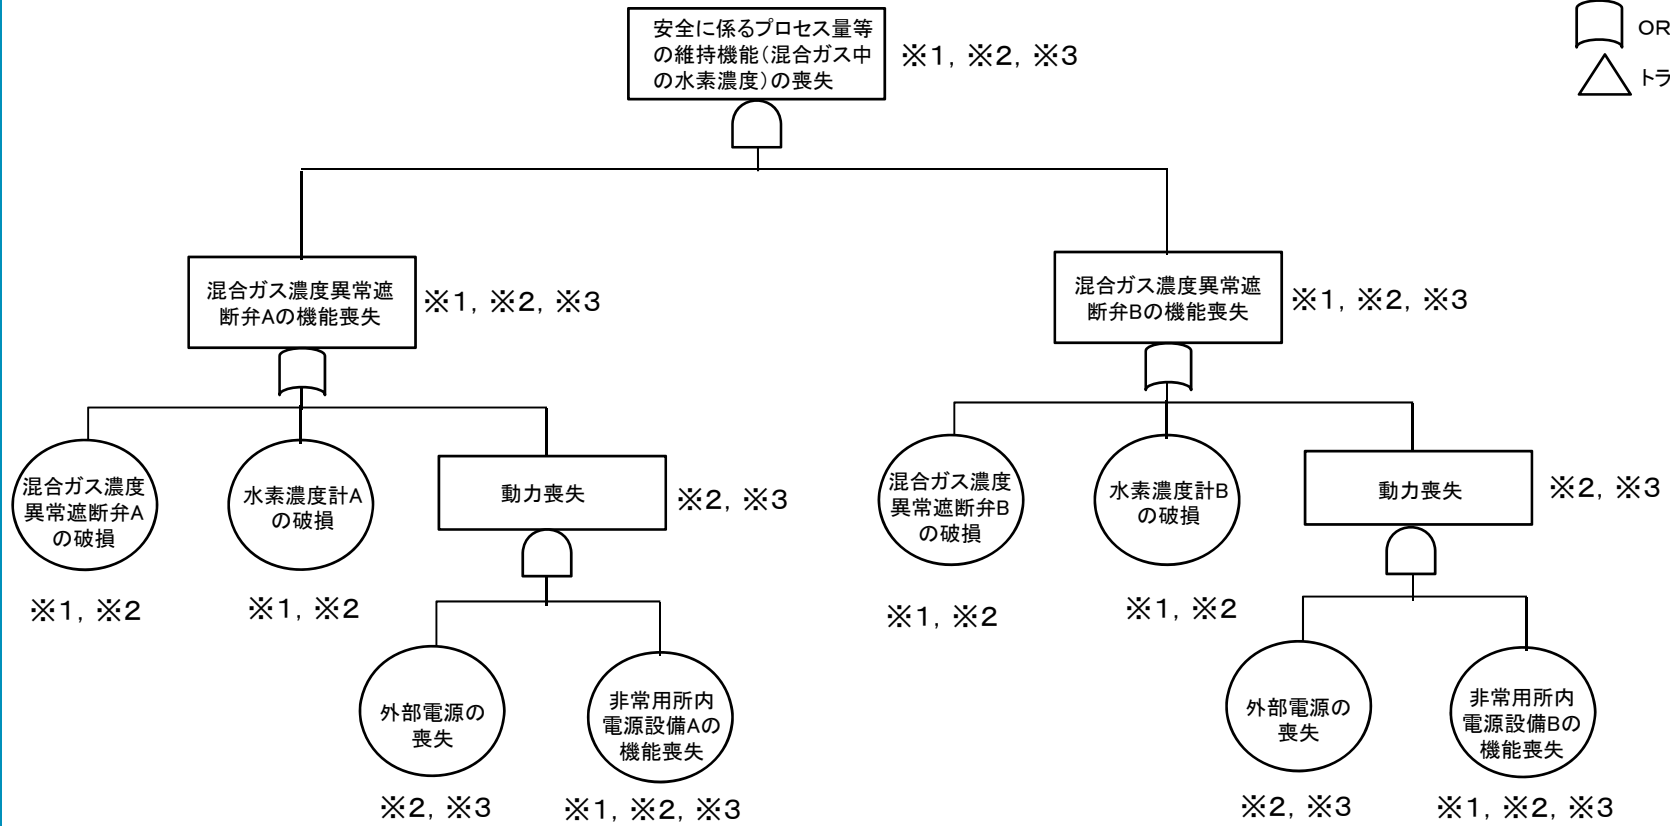 安全に係るプロセス量等
の維持機能（混合ガス中
の水素濃度）の喪失
※1，※2，※3
OR
トラ
混合ガス濃度異常遮
断弁Aの機能喪失
※1，※2，※3
混合ガス濃度異常遮
断弁Bの機能喪失
※1，※2，※3
混合ガス濃度
異常遮断弁A
の破損
※1，※2
水素濃度計A
の破損
※1，※2
動力喪失
※2，※3
外部電源の
喪失
※2，※3
非常用所内
電源設備Aの
機能喪失
※1，※2，※3
混合ガス濃度
異常遮断弁B
の破損
※1，※2
水素濃度計B
の破損
※1，※2
動力喪失
※2，※3
外部電源の
喪失
※2，※3
非常用所内
電源設備Bの
機能喪失
※1，※2，※3